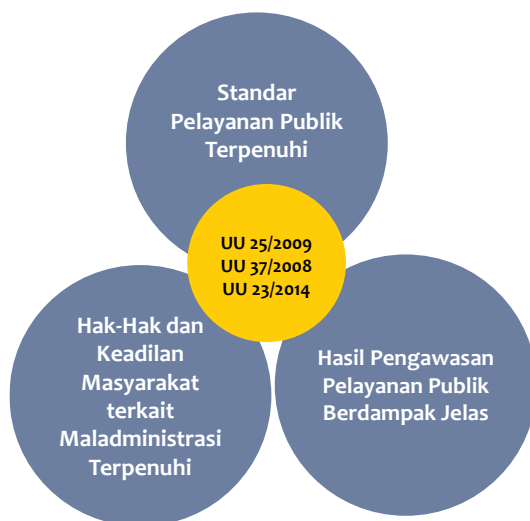 Standar
Pelayanan Publik
Terpenuhi
UU 25/2009
UU 37/2008
UU 23/2014
Hak-Hak dan
Keadilan
Masyarakat
terkait
Maladministrasi
Terpenuhi
Hasil Pengawasan
Pelayanan Publik
Berdampak Jelas